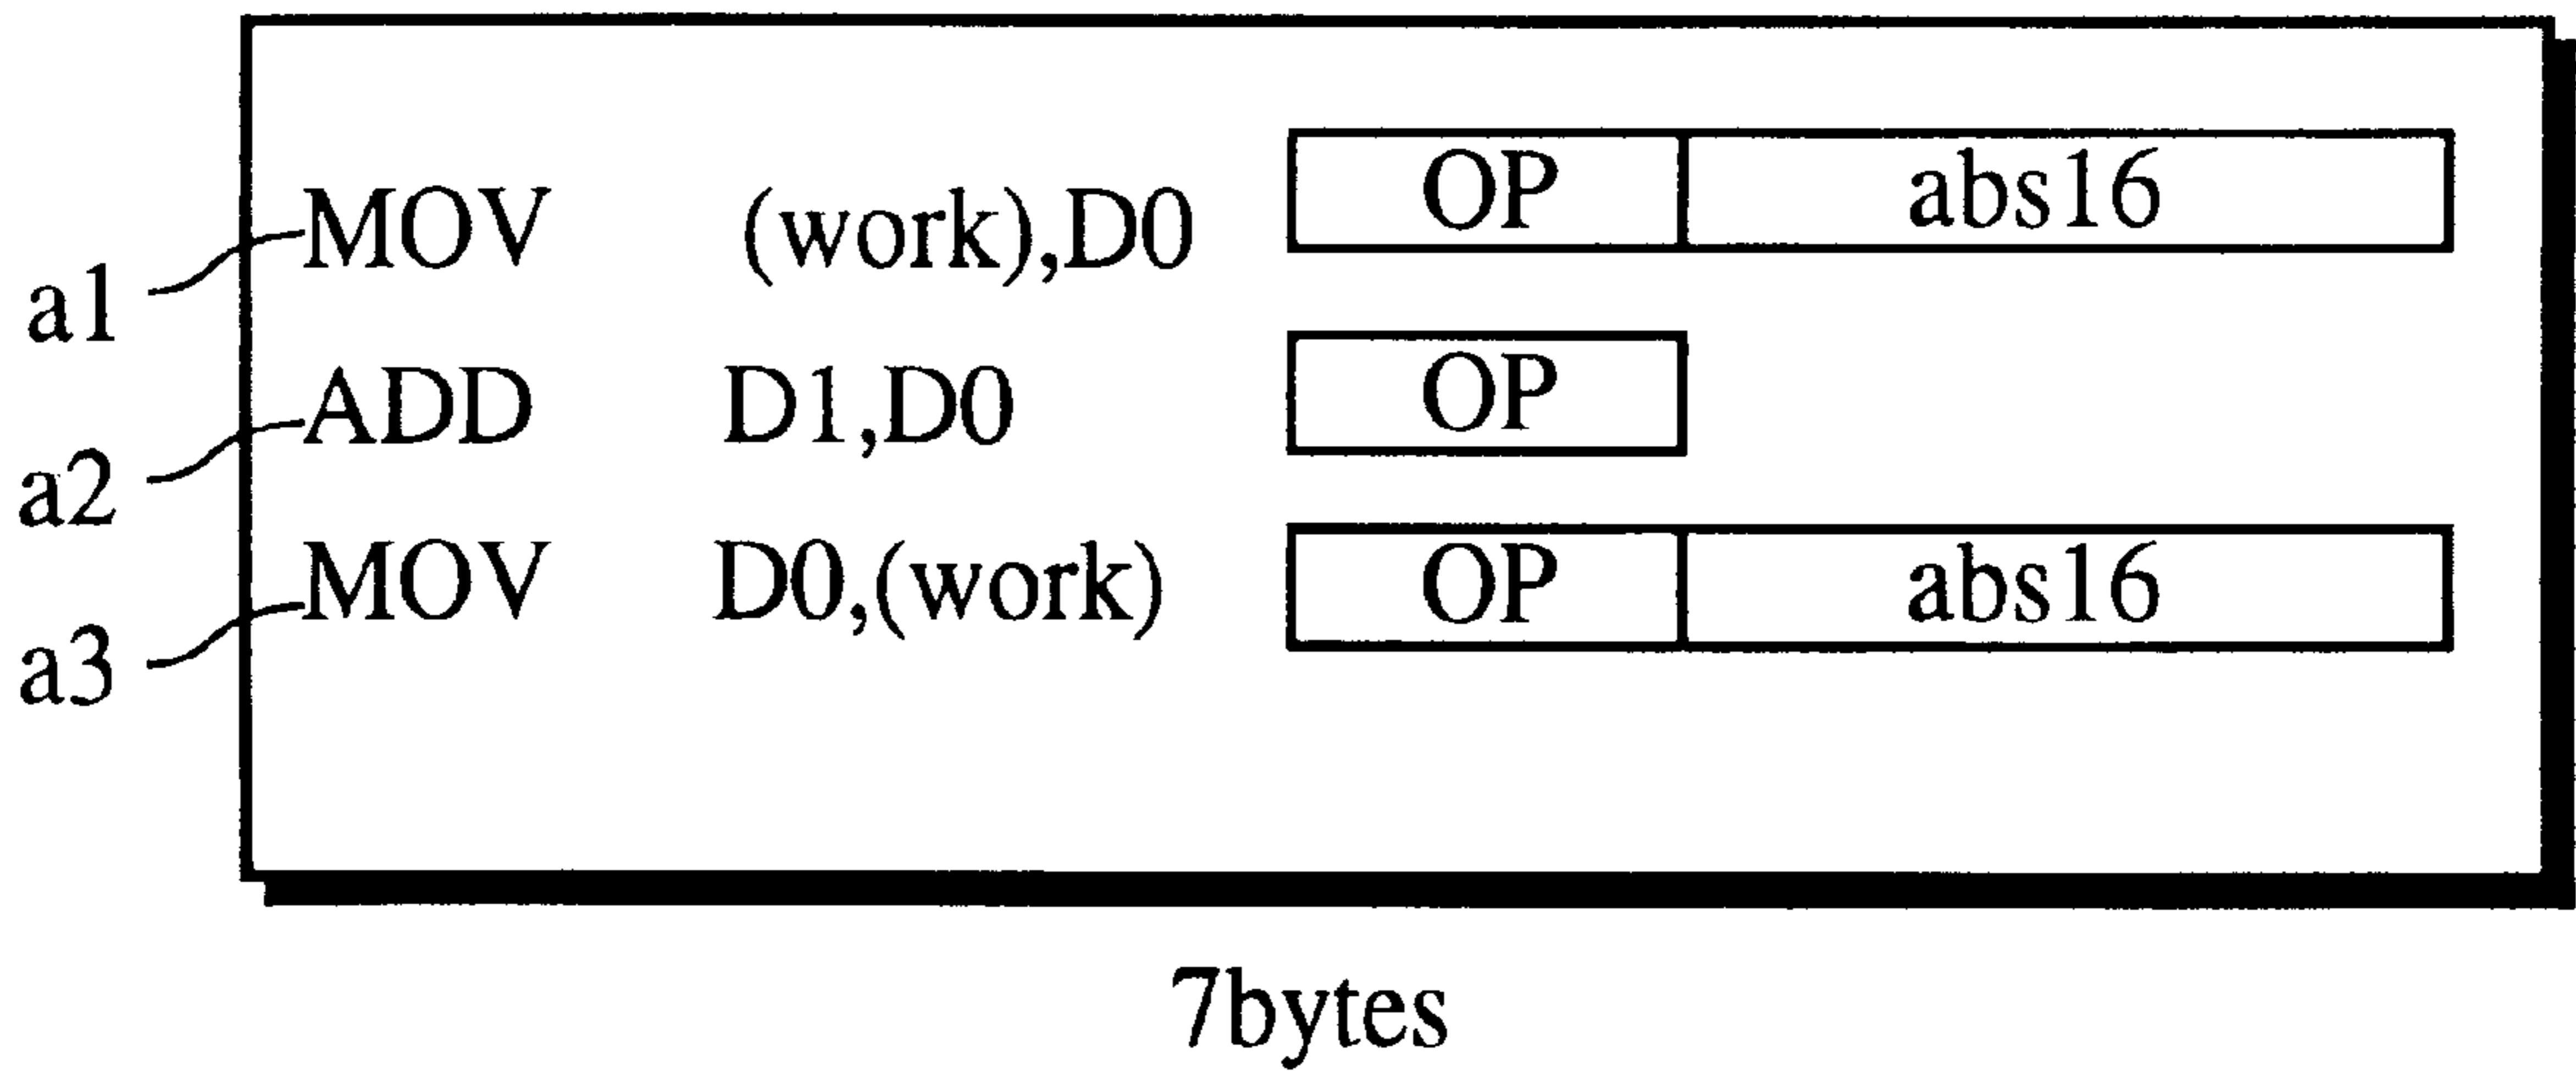 MOV (work),D0 OP abs16
a1
ADD D1,D0 OP
a2
MOV D0,(work) OP abs16
a3
7bytes